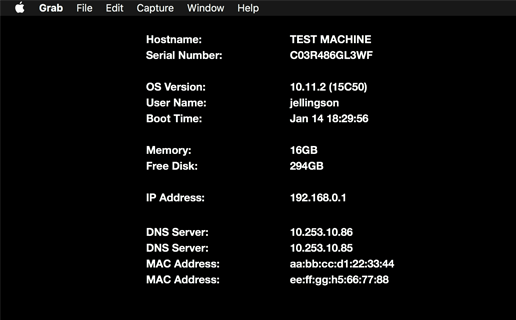 Grab File Edit Capture Window Help
Hostname: TEST MACHINE
Serial Number: C03R486GL3WF
OS Version: 10.11.2 (15C50)
User Name: jellingson
Boot Time: Jan 14 18:29:56
Memory: 16GB
Free Disk: 294GB
IP Address: 192.168.0.1
DNS Server: 10.253.10.86
DNS Server: 10.253.10.85
MAC Address: aa:bb:cc:d1:22:33:44
MAC Address: ee:ff:gg:h5:66:77:88